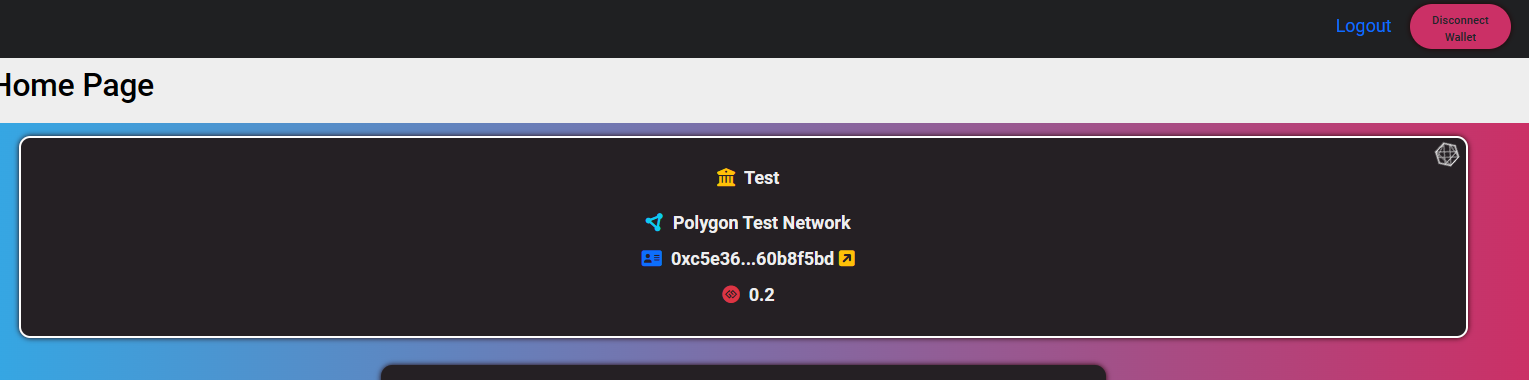 Logout
Disconnect
Wallet
Home Page
Test
Polygon Test Network
0xc5e36...60b8f5bd
0.2